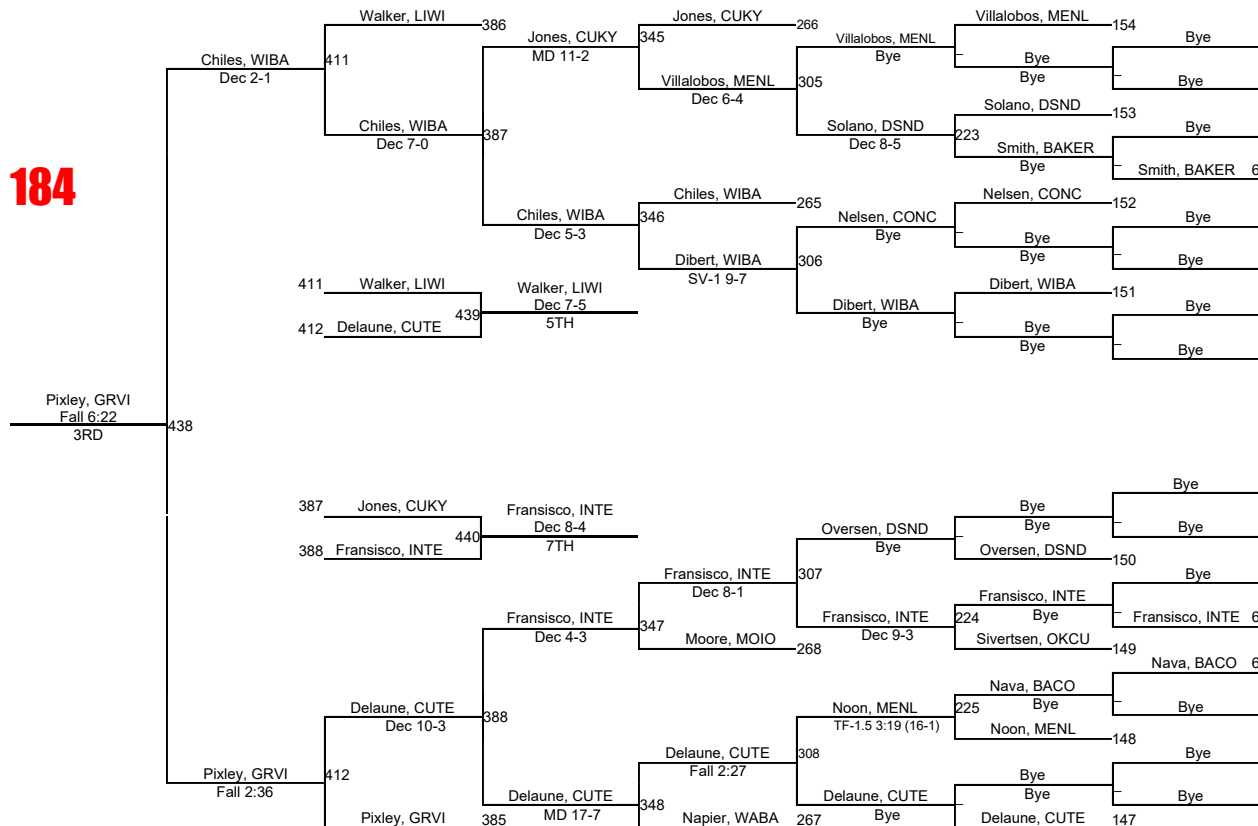 Walker, LIWI
386
Jones, CUKY
266
Villalobos, MENL
154
Jones, CUKY
345
MD 11-2
Villalobos, MENL
Bye
Bye
Bye
Bye
Bye
Chiles, WIBA
411
Dec 2-1
Villalobos, MENL
305
Dec 6-4
Solano, DSND
153
Chiles, WIBA
387
Dec 7-0
Solano, DSND
223
Dec 8-5
Smith, BAKER
Bye
Bye
Smith, BAKER 6
184
Chiles, WIBA
265
Nelsen, CONC
152
Chiles, WIBA
346
Dec 5-3
Nelsen, CONC
Bye
Bye
Bye
Bye
Bye
Dibert, WIBA
306
SV-1 9-7
411
Walker, LIWI
439
Walker, LIWI
Dec 7-5
5TH
412
Delaune, CUTE
Dibert, WIBA
151
Dibert, WIBA
Bye
Bye
Bye
Bye
Bye
Pixley, GRVI
Fall 6:22
3RD
438
387
Jones, CUKY
440
Fransisco, INTE
Dec 8-4
7TH
388
Fransisco, INTE
Bye
Bye
Bye
Bye
Oversen, DSND
Bye
Oversen, DSND
150
Fransisco, INTE
307
Dec 8-1
Bye
Fransisco, INTE
Bye
Fransisco, INTE 6
Fransisco, INTE
347
Dec 4-3
Fransisco, INTE
224
Dec 9-3
Moore, MOIO
268
Sivertsen, OKCU
149
Nava, BACO 6
Nava, BACO
Bye
Bye
Delaune, CUTE
388
Dec 10-3
Noon, MENL
225
TF-1.5 3:19 (16-1)
Noon, MENL
148
Delaune, CUTE
308
Fall 2:27
Bye
Bye
Bye
Bye
Pixley, GRVI
412
Fall 2:36
Delaune, CUTE
348
MD 17-7
Delaune, CUTE
Bye
Pixley, GRVI
385
Napier, WABA
267
Delaune, CUTE
147